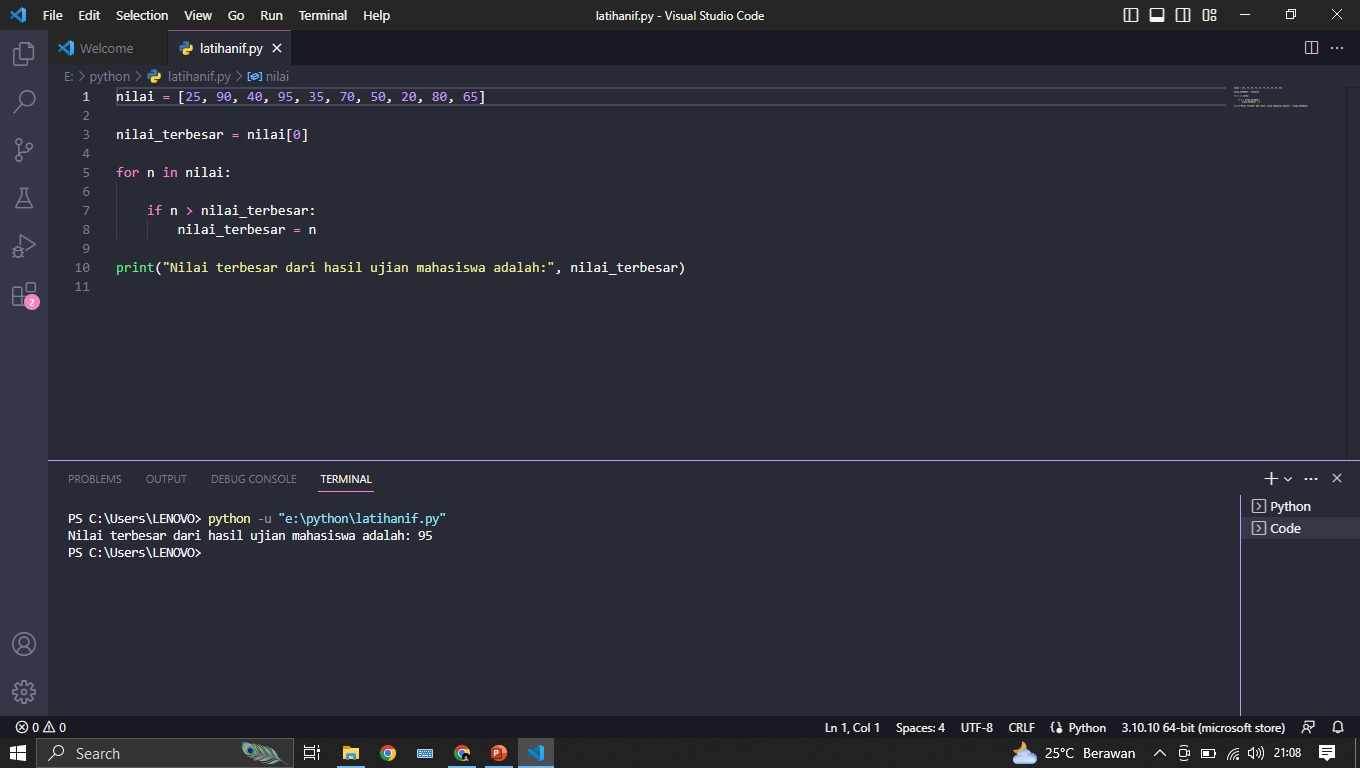 File Edit Selection View Go Run Terminal Help latihanif.py - Visual Studio Code
Welcome latihanif.py
E: > python > latihanif.py > nilai
1 nilai = [25, 90, 40, 95, 35, 70, 50, 20, 80, 65]
2
3 nilai_terbesar = nilai[0]
4
5 for n in nilai:
6
7 if n > nilai_terbesar:
8 nilai_terbesar = n
9
10 print("Nilai terbesar dari hasil ujian mahasiswa adalah:", nilai_terbesar)
11
2
PROBLEMS OUTPUT DEBUG CONSOLE TERMINAL
PS C:\Users\LENOVO> python -u "e:\python\latihanif.py"
Nilai terbesar dari hasil ujian mahasiswa adalah: 95
PS C:\Users\LENOVO>
Python
Code
0 0 Ln 1, Col 1 Spaces: 4 UTF-8 CRLF Python 3.10.10 64-bit (microsoft store)
Search 25°C Berawan 21:08